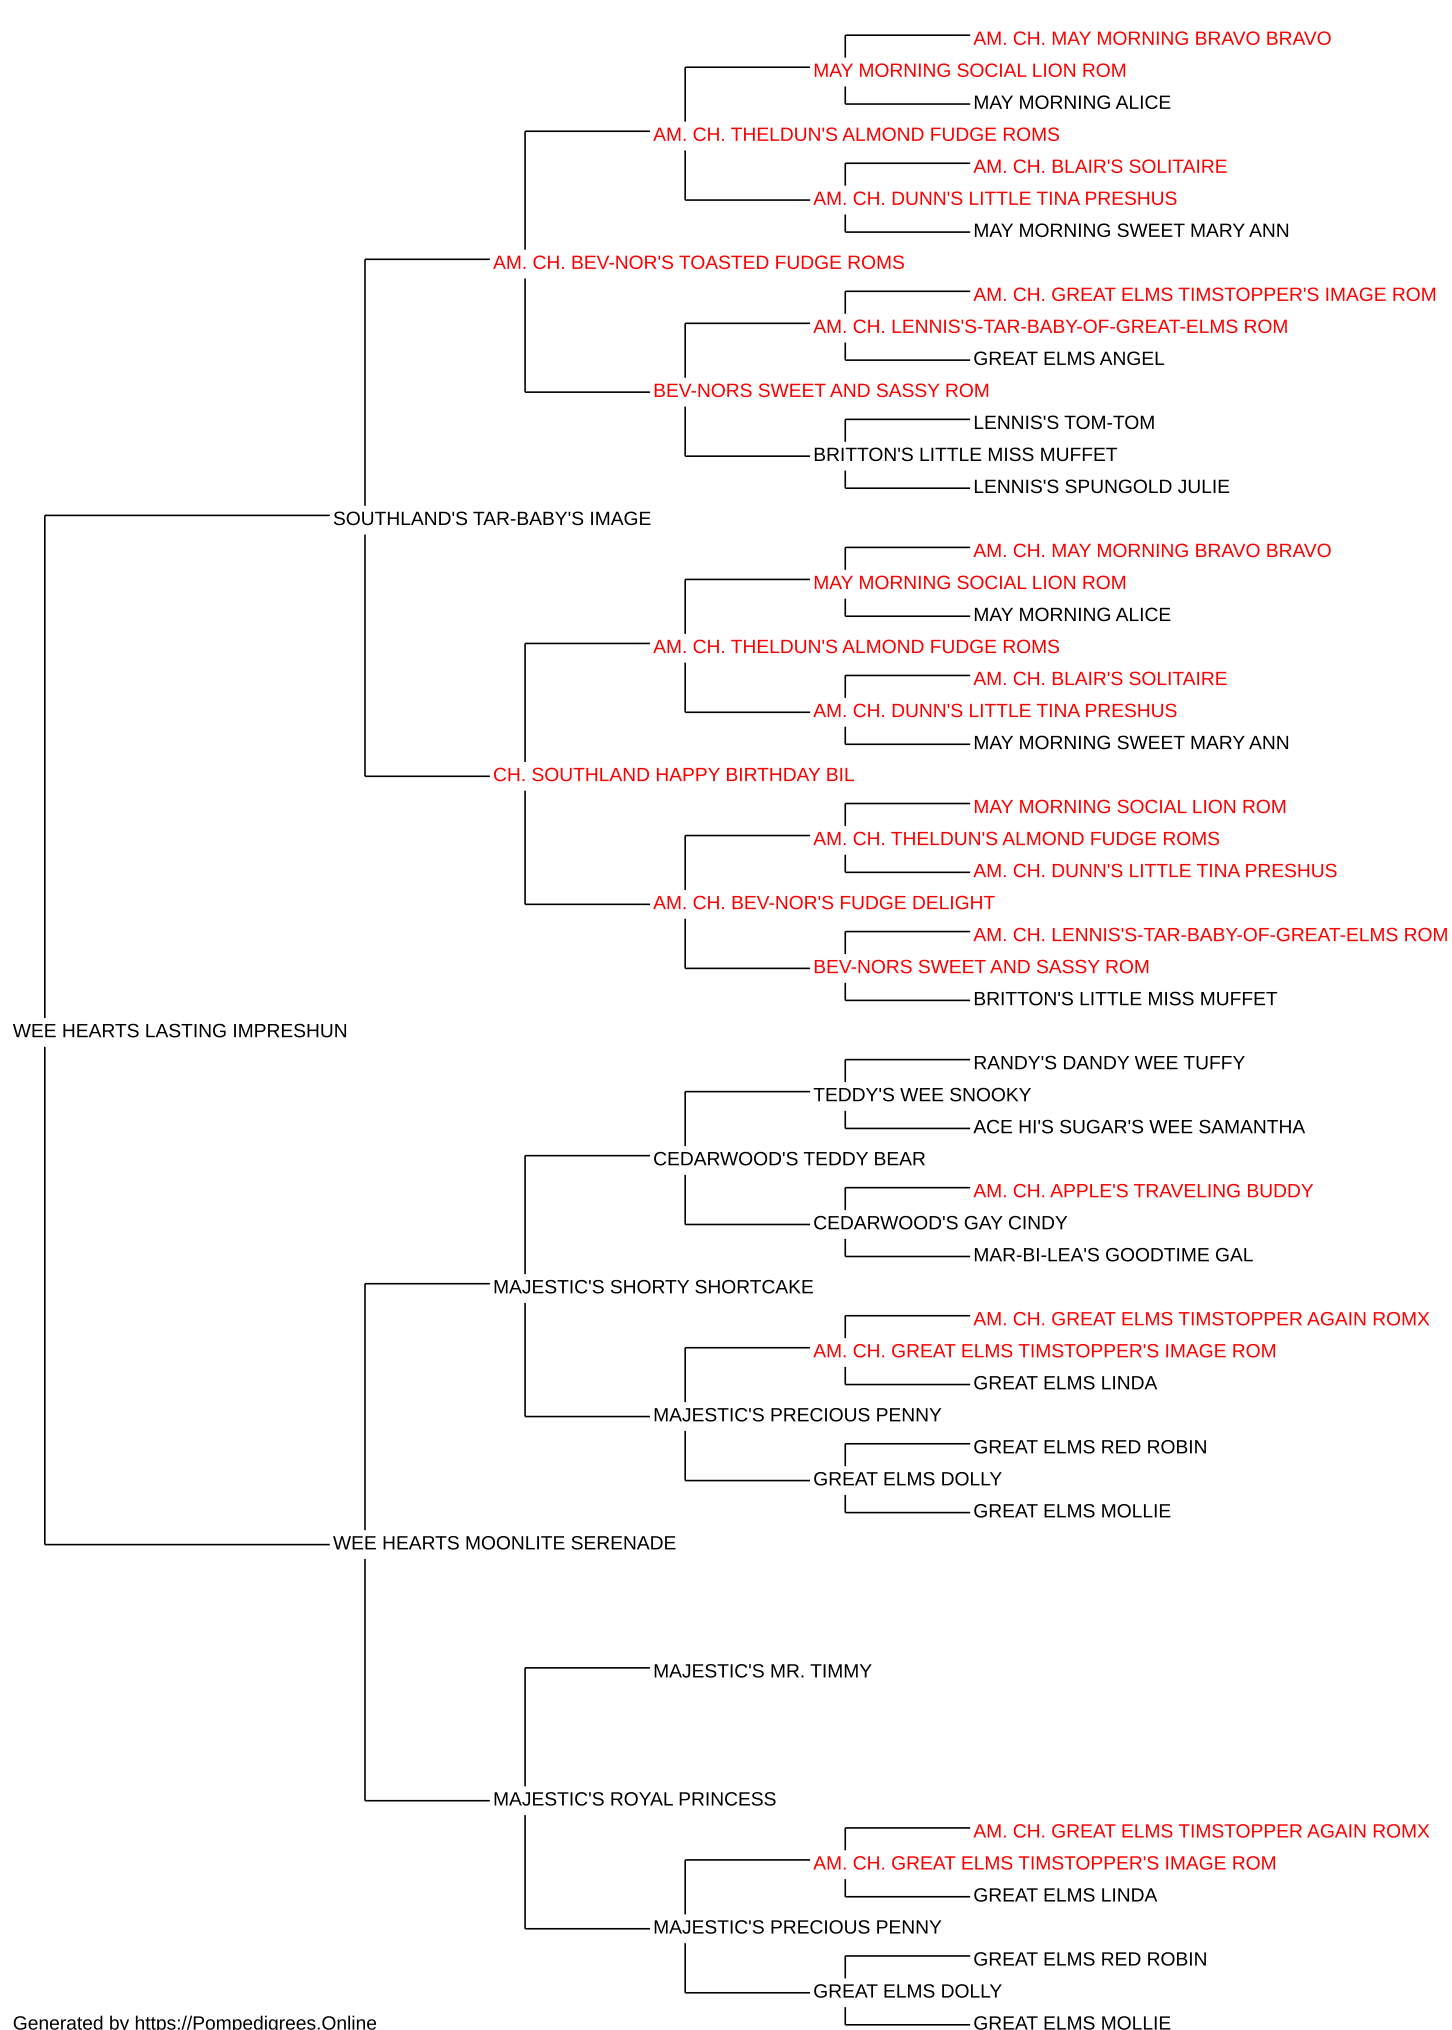 AM. CH. MAY MORNING BRAVO BRAVO
MAY MORNING SOCIAL LION ROM
MAY MORNING ALICE
AM. CH. THELDUN'S ALMOND FUDGE ROMS
AM. CH. BLAIR'S SOLITAIRE
AM. CH. DUNN'S LITTLE TINA PRESHUS
MAY MORNING SWEET MARY ANN
AM. CH. BEV-NOR'S TOASTED FUDGE ROMS
AM. CH. GREAT ELMS TIMSTOPPER'S IMAGE ROM
AM. CH. LENNIS'S-TAR-BABY-OF-GREAT-ELMS ROM
GREAT ELMS ANGEL
BEV-NORS SWEET AND SASSY ROM
LENNIS'S TOM-TOM
BRITTON'S LITTLE MISS MUFFET
LENNIS'S SPUNGOLD JULIE
SOUTHLAND'S TAR-BABY'S IMAGE
AM. CH. MAY MORNING BRAVO BRAVO
MAY MORNING SOCIAL LION ROM
MAY MORNING ALICE
AM. CH. THELDUN'S ALMOND FUDGE ROMS
AM. CH. BLAIR'S SOLITAIRE
AM. CH. DUNN'S LITTLE TINA PRESHUS
MAY MORNING SWEET MARY ANN
CH. SOUTHLAND HAPPY BIRTHDAY BIL
MAY MORNING SOCIAL LION ROM
AM. CH. THELDUN'S ALMOND FUDGE ROMS
AM. CH. DUNN'S LITTLE TINA PRESHUS
AM. CH. BEV-NOR'S FUDGE DELIGHT
AM. CH. LENNIS'S-TAR-BABY-OF-GREAT-ELMS ROM
BEV-NORS SWEET AND SASSY ROM
BRITTON'S LITTLE MISS MUFFET
WEE HEARTS LASTING IMPRESHUN
RANDY'S DANDY WEE TUFFY
TEDDY'S WEE SNOOKY
ACE HI'S SUGAR'S WEE SAMANTHA
CEDARWOOD'S TEDDY BEAR
AM. CH. APPLE'S TRAVELING BUDDY
CEDARWOOD'S GAY CINDY
MAR-BI-LEA'S GOODTIME GAL
MAJESTIC'S SHORTY SHORTCAKE
AM. CH. GREAT ELMS TIMSTOPPER AGAIN ROMX
AM. CH. GREAT ELMS TIMSTOPPER'S IMAGE ROM
GREAT ELMS LINDA
MAJESTIC'S PRECIOUS PENNY
GREAT ELMS RED ROBIN
GREAT ELMS DOLLY
GREAT ELMS MOLLIE
WEE HEARTS MOONLITE SERENADE
MAJESTIC'S MR. TIMMY
MAJESTIC'S ROYAL PRINCESS
AM. CH. GREAT ELMS TIMSTOPPER AGAIN ROMX
AM. CH. GREAT ELMS TIMSTOPPER'S IMAGE ROM
GREAT ELMS LINDA
MAJESTIC'S PRECIOUS PENNY
GREAT ELMS RED ROBIN
GREAT ELMS DOLLY
GREAT ELMS MOLLIE
Generated by https://Pompedigrees.Online